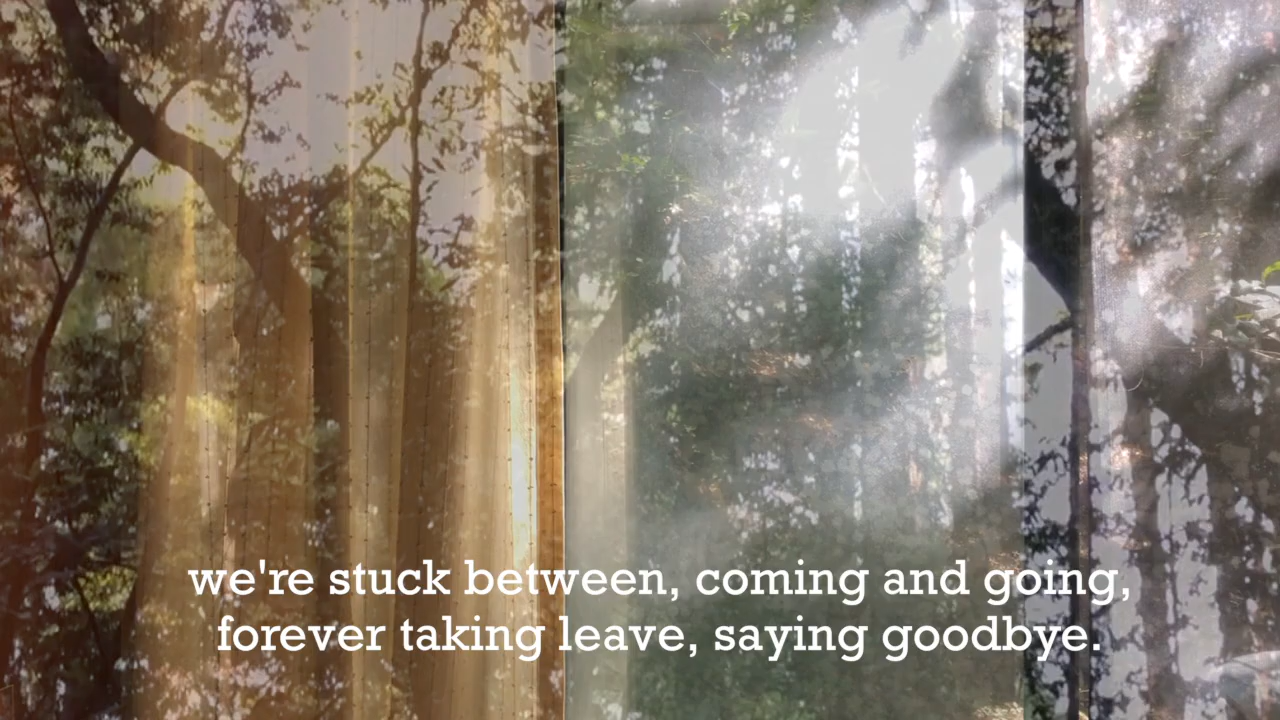 we're stuck between, coming and going,
forever taking leave, saying goodbye.